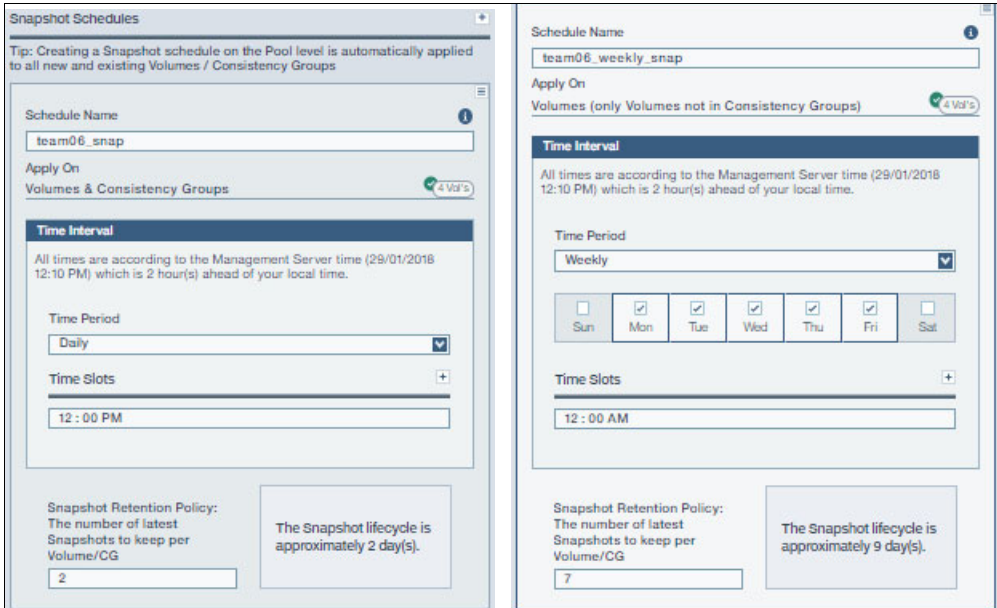 Snapshot Schedules
Tip: Creating a Snapshot schedule on the Pool level is automatically applied
to all new and existing Volumes / Consistency Groups
Schedule Name
team06_snap
Apply On
Volumes & Consistency Groups
4 Vol's
Time Interval
All times are according to the Management Server time (29/01/2018
12:10 PM) which is 2 hour(s) ahead of your local time.
Time Period
Daily
Time Slots
12 : 00 PM
Snapshot Retention Policy:
The number of latest
Snapshots to keep per
Volume/CG
2
The Snapshot lifecycle is
approximately 2 day(s).
Schedule Name
team06_weekly_snap
Apply On
Volumes (only Volumes not in Consistency Groups)
4 Vol's
Time Interval
All times are according to the Management Server time (29/01/2018
12:10 PM) which is 2 hour(s) ahead of your local time.
Time Period
Weekly
Sun Mon Tue Wed Thu Fri Sat
Time Slots
12 : 00 AM
Snapshot Retention Policy:
The number of latest
Snapshots to keep per
Volume/CG
7
The Snapshot lifecycle is
approximately 9 day(s).